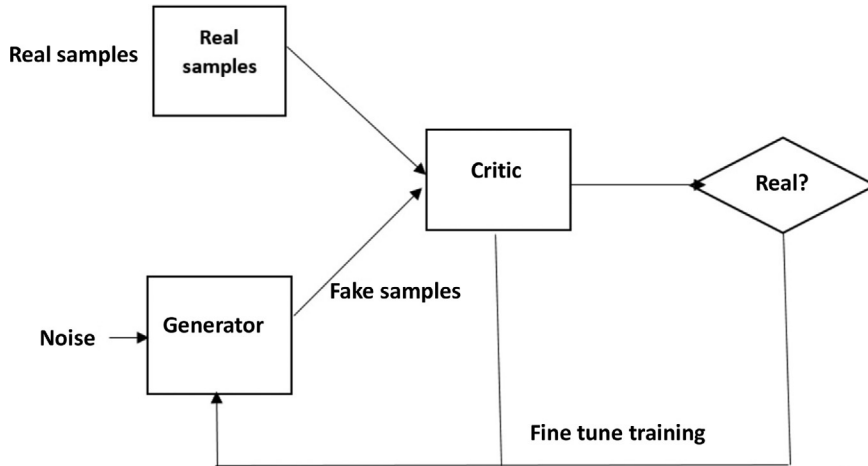 Real samples
Real
samples
Critic
Real?
Fake samples
Noise
Generator
Fine tune training